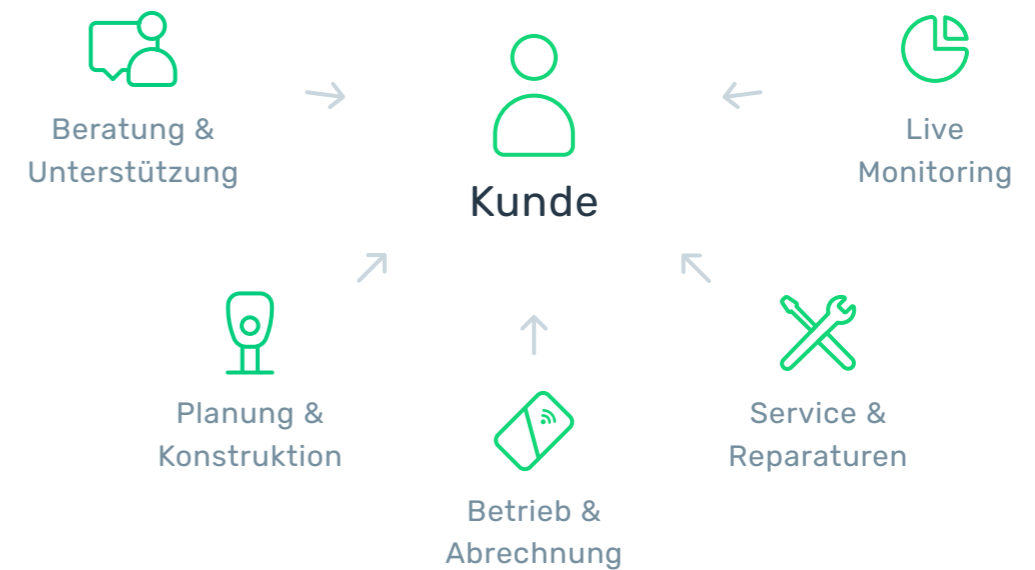 Beratung &
Unterstützung
Kunde
Live
Monitoring
Planung &
Konstruktion
Betrieb &
Abrechnung
Service &
Reparaturen